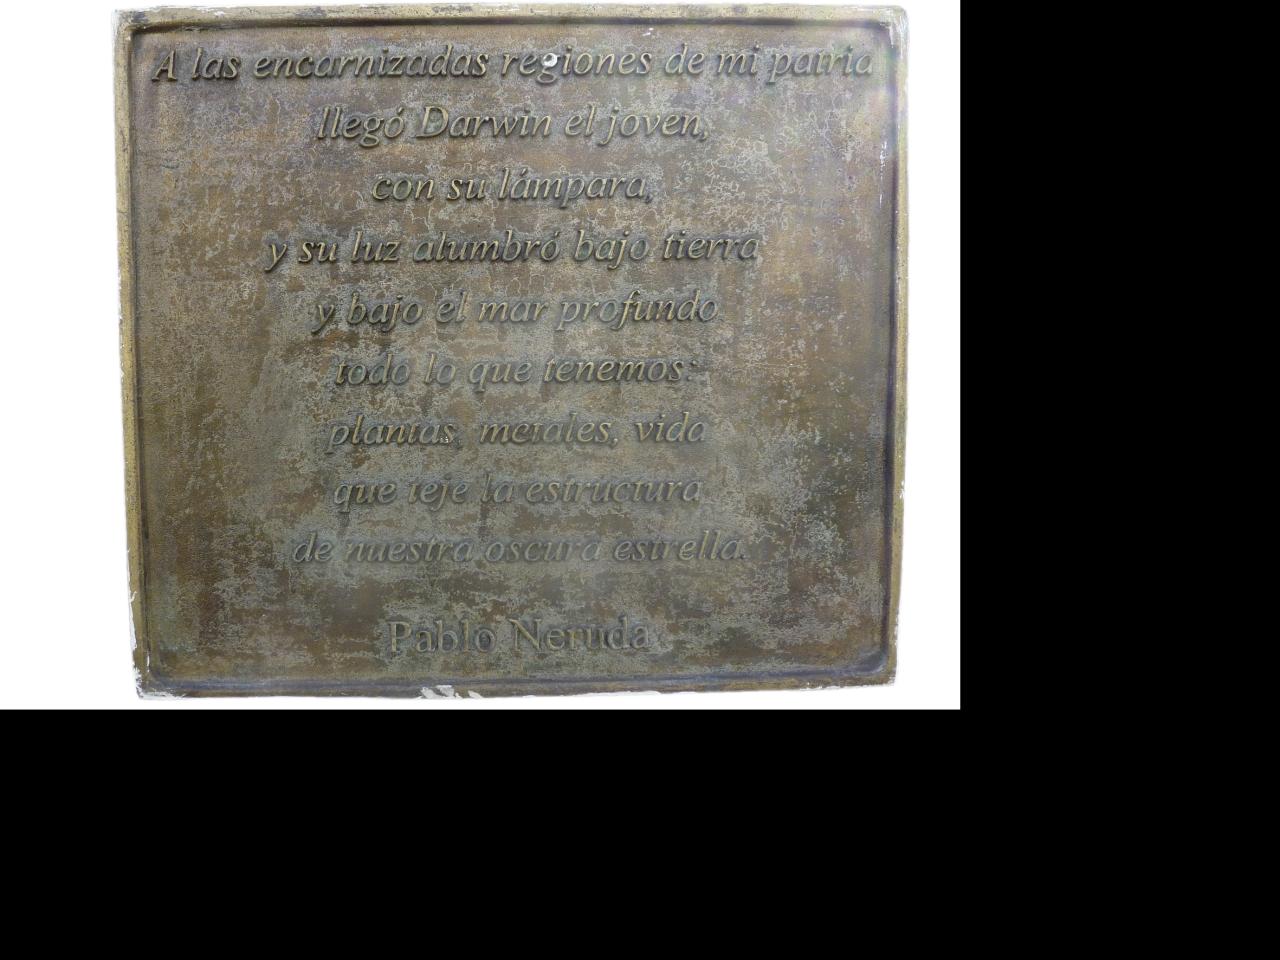 A las encarnizadas regiones de mi patria
llegó Darwin el joven,
con su lámpara,
y su luz alumbró bajo tierra
y bajo el mar profundo
todo lo que tenemos:
plantas, metales, vida
que teje la estructura
de nuestra oscura estrella.
Pablo Neruda